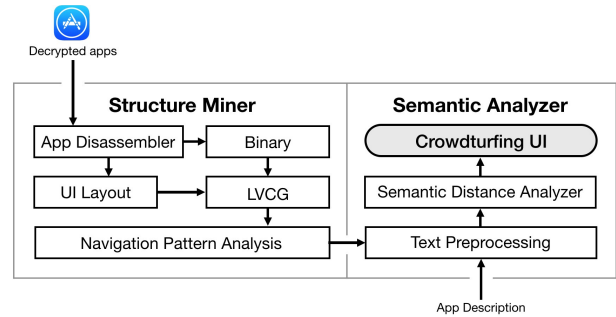 Decrypted apps
Structure Miner
Semantic Analyzer
App Disassembler
Binary
Crowdturfing UI
UI Layout
LVCG
Semantic Distance Analyzer
Navigation Pattern Analysis
Text Preprocessing
App Description